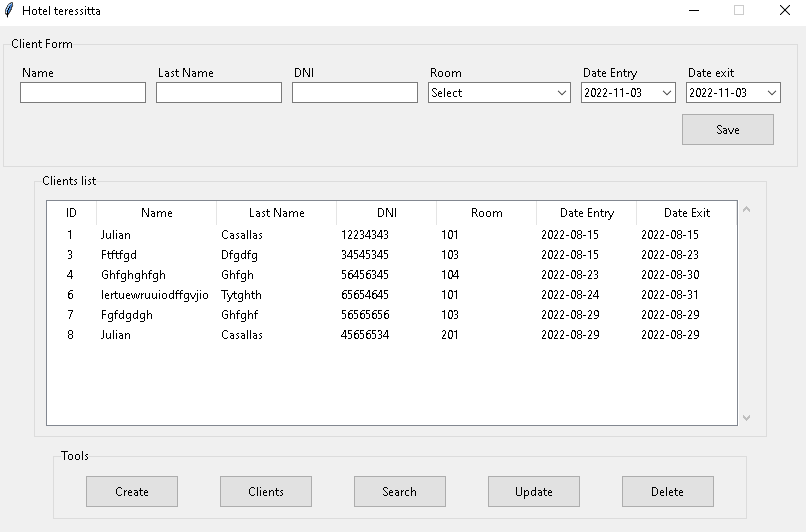 Hotel teressitta
Client Form
Name Last Name DNI Room Date Entry Date exit
Select 2022-11-03 2022-11-03
Save
Clients list
ID Name Last Name DNI Room Date Entry Date Exit
1 Julian Casallas 12234343 101 2022-08-15 2022-08-15
3 Ftftfgd Dfgdfg 34545345 103 2022-08-15 2022-08-23
4 Ghfghghfgh Ghfgh 56456345 104 2022-08-23 2022-08-30
6 Iertuewruuiodffgvjio Tytghth 65654645 101 2022-08-24 2022-08-31
7 Fgfdgdgh Ghfghf 56565656 103 2022-08-29 2022-08-29
8 Julian Casallas 45656534 201 2022-08-29 2022-08-29
Tools
Create Clients Search Update Delete